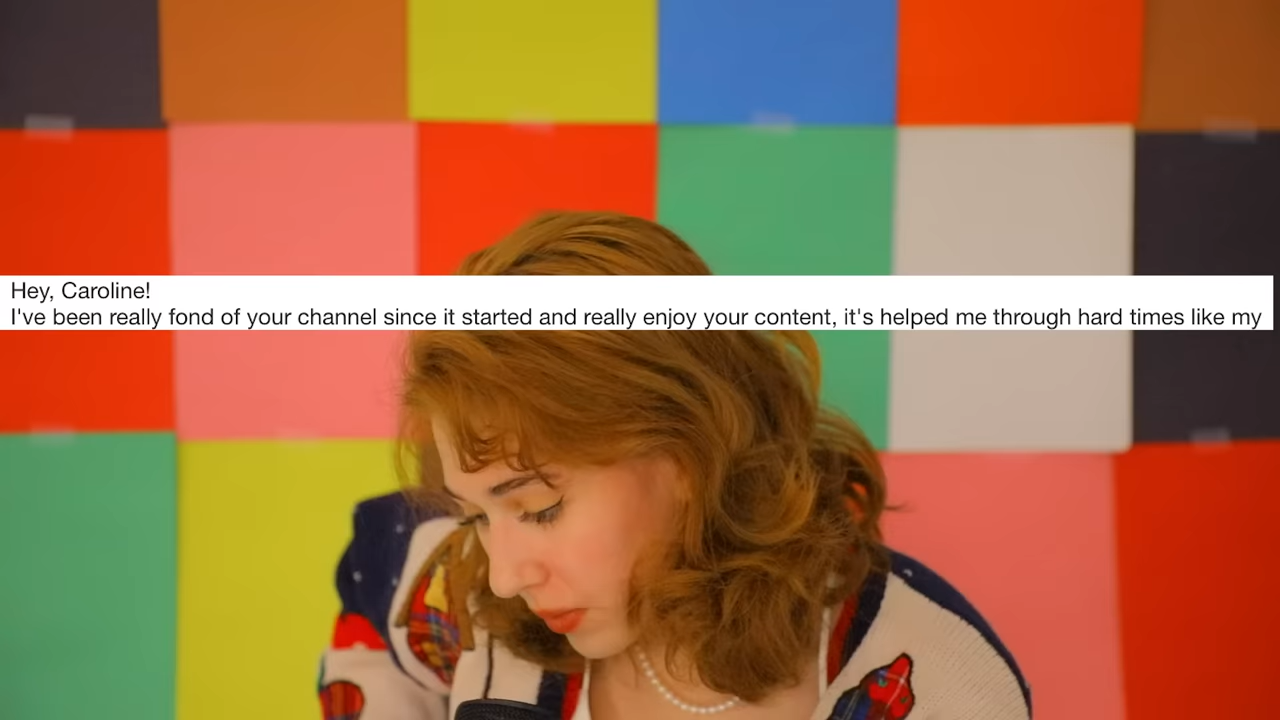 Hey, Caroline!
I've been really fond of your channel since it started and really enjoy your content, it's helped me through hard times like my